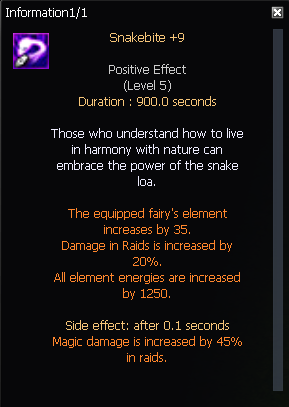 Information1/1
Snakebite +9
Positive Effect
(Level 5)
Duration : 900.0 seconds
Those who understand how to live
in harmony with nature can
embrace the power of the snake
loa.
The equipped fairy's element
increases by 35.
Damage in Raids is increased by
20%.
All element energies are increased
by 1250.
Side effect: after 0.1 seconds
Magic damage is increased by 45%
in raids.